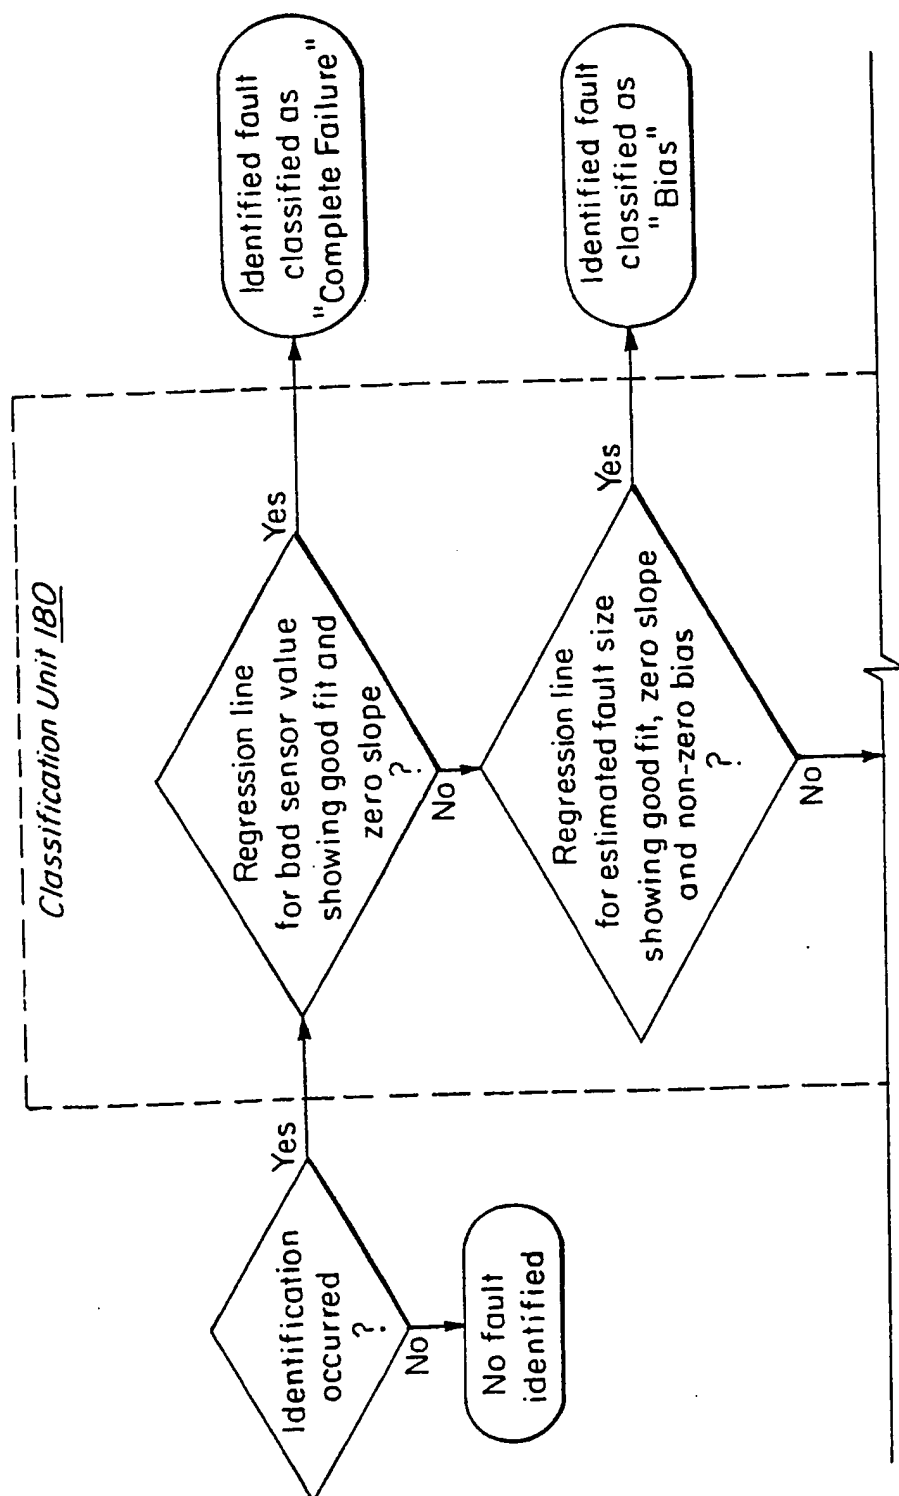 Classification Unit 180
Identification
occurred
?
Yes
No
No fault
identified
Regression line
for bad sensor value
showing good fit and
zero slope
?
Yes
No
Identified fault
classified as
"Complete Failure"
Regression line
for estimated fault size
showing good fit, zero slope
and non-zero bias
?
Yes
No
Identified fault
classified as
"Bias"